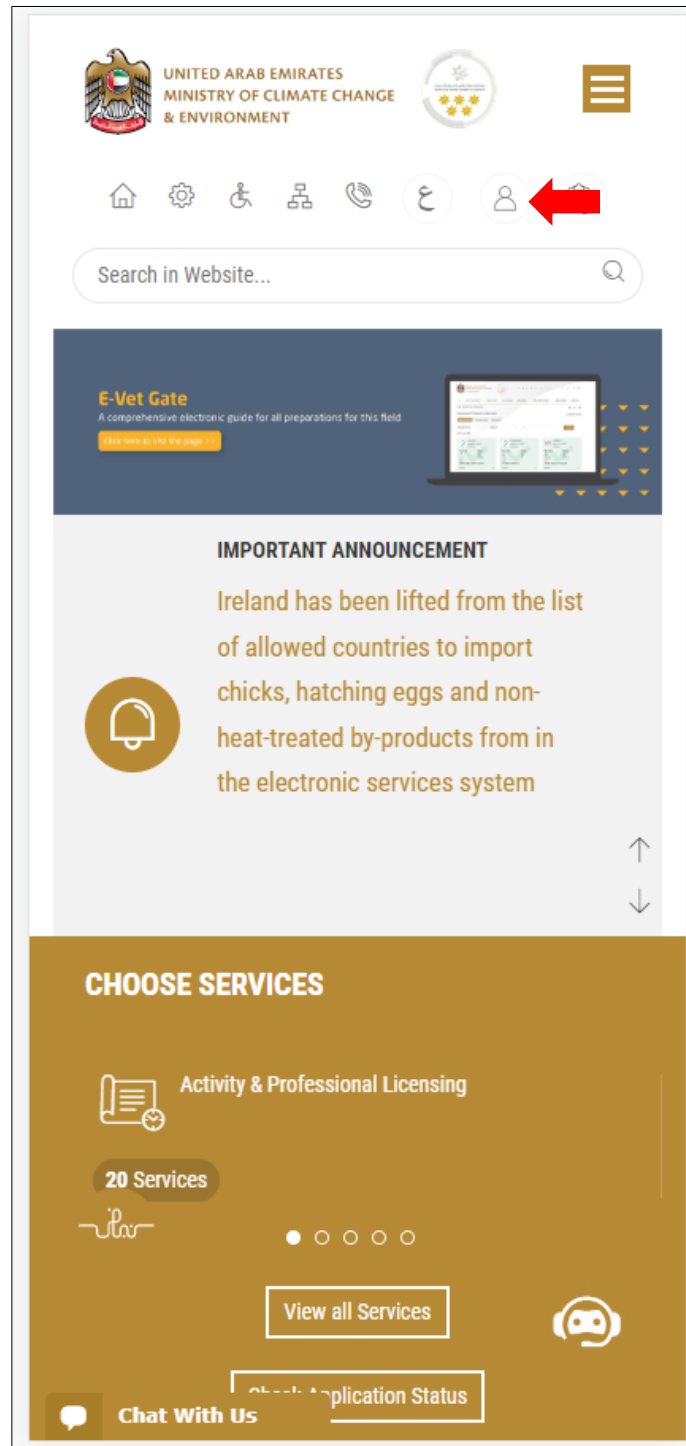 UNITED ARAB EMIRATES
MINISTRY OF CLIMATE CHANGE
& ENVIRONMENT
ع
Search in Website...
E-Vet Gate
A comprehensive electronic guide for all preparations for this field
Click here to visit the page >>
IMPORTANT ANNOUNCEMENT
Ireland has been lifted from the list
of allowed countries to import
chicks, hatching eggs and non-
heat-treated by-products from in
the electronic services system
CHOOSE SERVICES
Activity & Professional Licensing
20 Services
View all Services
Check Application Status
Chat With Us